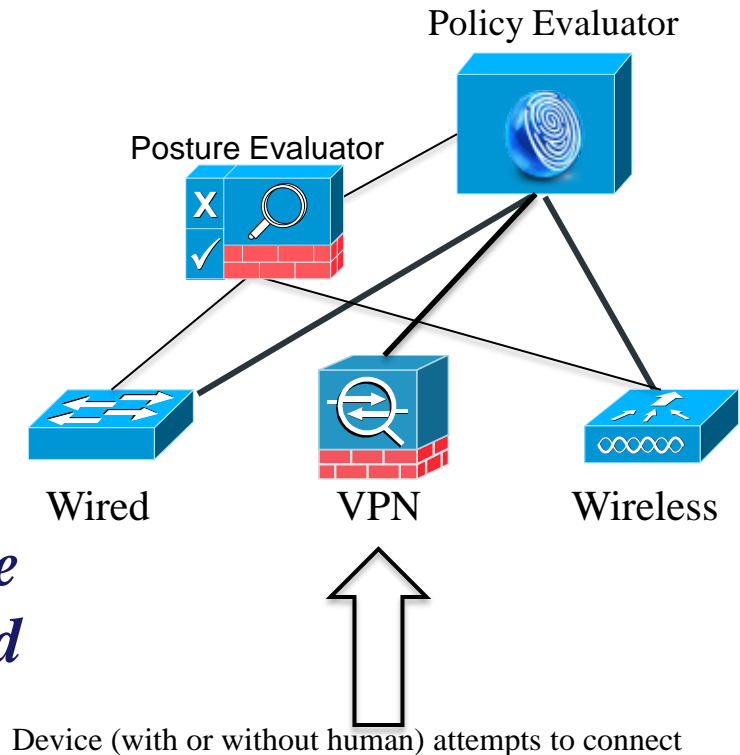 Policy Evaluator
Posture Evaluator
X
Wired
VPN
Wireless
e
d
Device (with or without human) attempts to connect